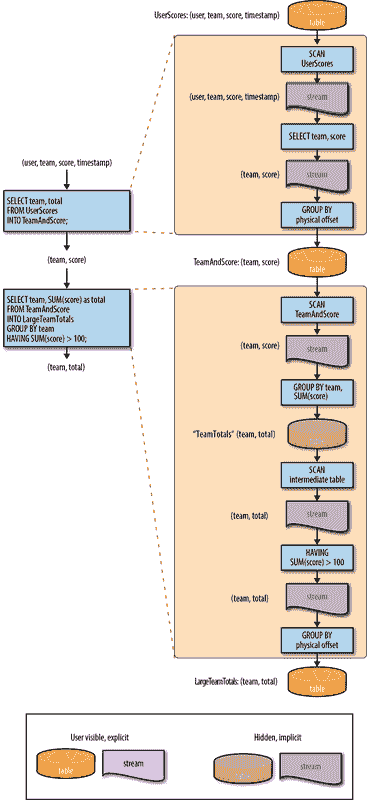 UserScores: (user, team, score, timestamp)
table
SCAN
UserScores
(user, team, score, timestamp)
stream
SELECT team, score
(team, score)
stream
GROUP BY
physical offset
(user, team, score, timestamp)
SELECT team, total
FROM UserScores
INTO TeamAndScore;
(team, score)
TeamAndScore: (team, score)
table
SELECT team, SUM(score) as total
FROM TeamAndScore
INTO LargeTeamTotals
GROUP BY team
HAVING SUM(score) > 100;
(team, total)
SCAN
TeamAndScore
(team, score)
stream
GROUP BY team,
SUM(score)
"TeamTotals" (team, total)
SCAN
intermediate table
(team, total)
stream
HAVING
SUM(score) > 100
(team, total)
stream
GROUP BY
physical offset
LargeTeamTotals: (team, total)
table
User visible, explicit
table
stream
Hidden, implicit
stream